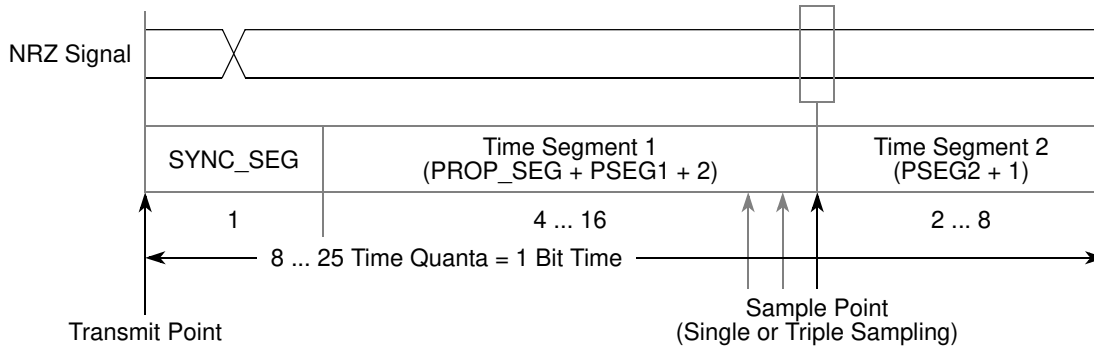 NRZ Signal
SYNC_SEG
Time Segment 1
(PROP_SEG + PSEG1 + 2)
Time Segment 2
(PSEG2 + 1)
1
4 ... 16
2 ... 8
8 ... 25 Time Quanta = 1 Bit Time
Transmit Point
Sample Point
(Single or Triple Sampling)